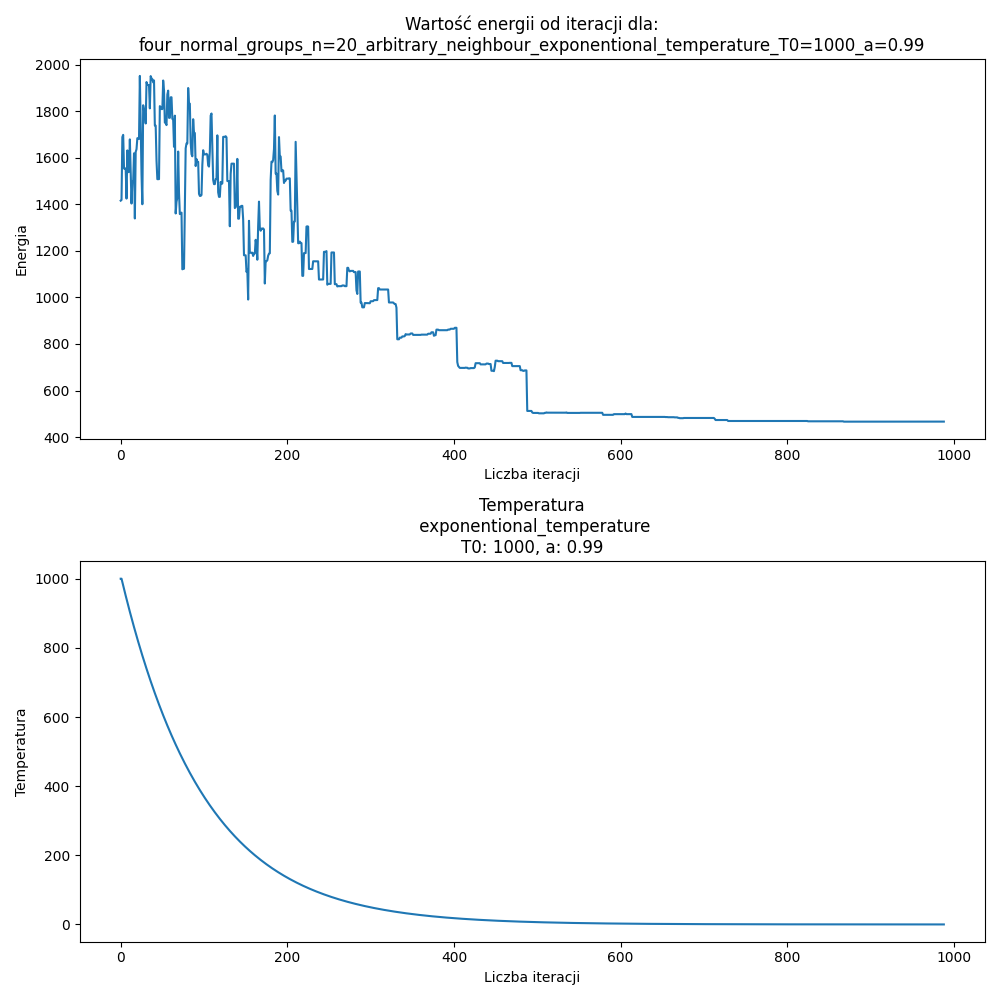 Wartość energii od iteracji dla:
four_normal_groups_n=20_arbitrary_neighbour_exponentional_temperature_T0=1000_a=0.99
2000
1800
1600
1400
1200
1000
800
600
400
Energia
0 200 400 600 800 1000
Liczba iteracji
Temperatura
exponentional_temperature
T0: 1000, a: 0.99
1000
800
600
400
200
0
Temperatura
0 200 400 600 800 1000
Liczba iteracji